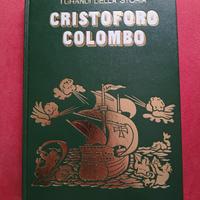 I GRANDI DELLA STORIA
CRISTOFORO
COLOMBO